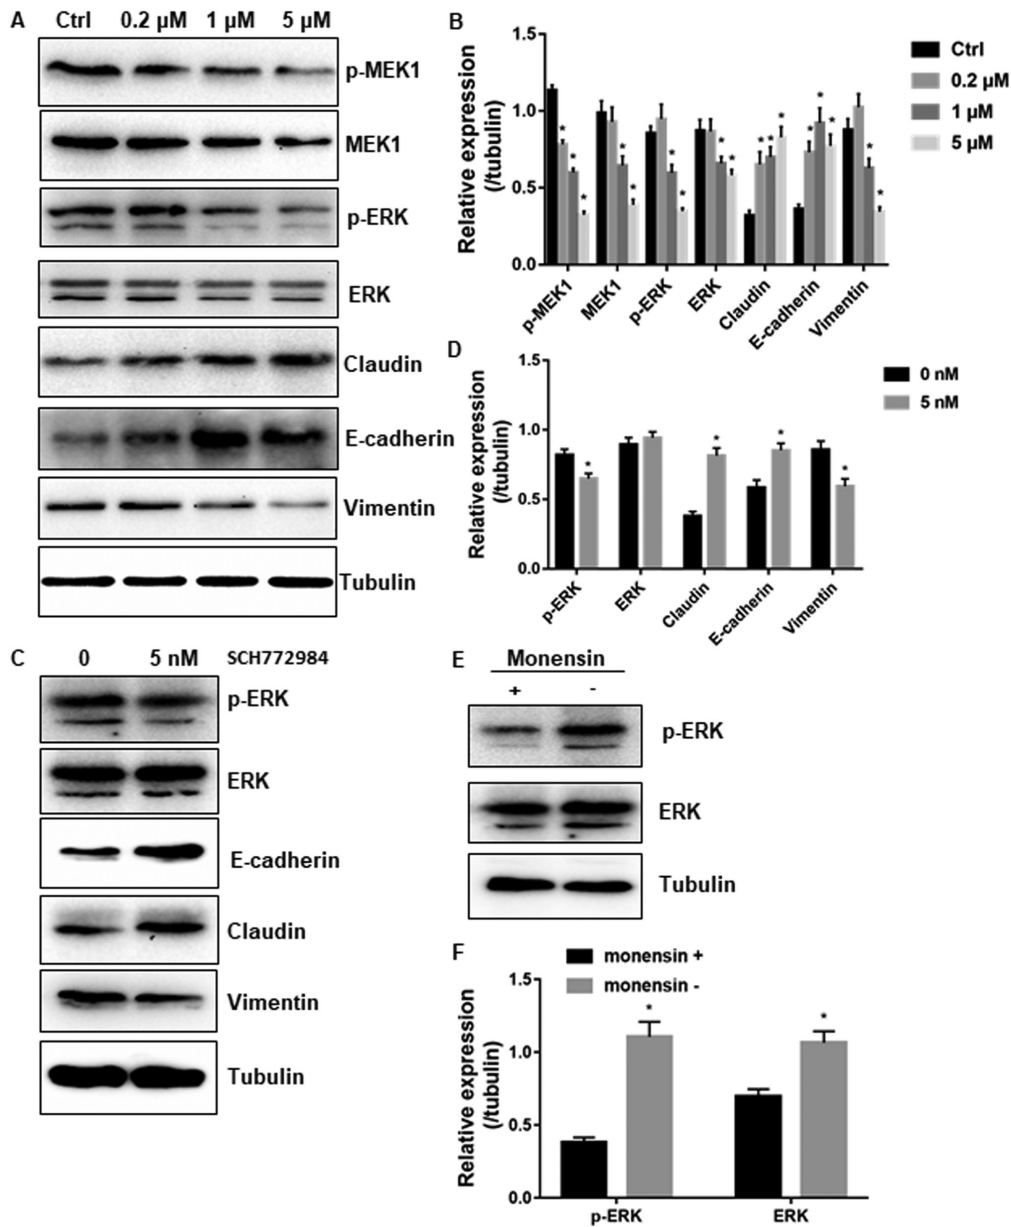 A
Ctrl 0.2 μM 1 μM 5 μM
p-MEK1
MEK1
p-ERK
ERK
Claudin
E-cadherin
Vimentin
Tubulin
B
Relative expression
(/tubulin)
1.5
1.0
0.5
0.0
* * * * * * * * * * * * * * * * *
p-MEK1 MEK1 p-ERK ERK Claudin E-cadherin Vimentin
Ctrl
0.2 μM
1 μM
5 μM
D
Relative expression
(/tubulin)
1.5
1.0
0.5
0.0
* * * *
p-ERK ERK Claudin E-cadherin Vimentin
0 nM
5 nM
C
0 5 nM SCH772984
p-ERK
ERK
E-cadherin
Claudin
Vimentin
Tubulin
E
Monensin
+ -
p-ERK
ERK
Tubulin
F
monensin +
monensin -
Relative expression
(/tubulin)
1.5
1.0
0.5
0.0
* *
p-ERK ERK